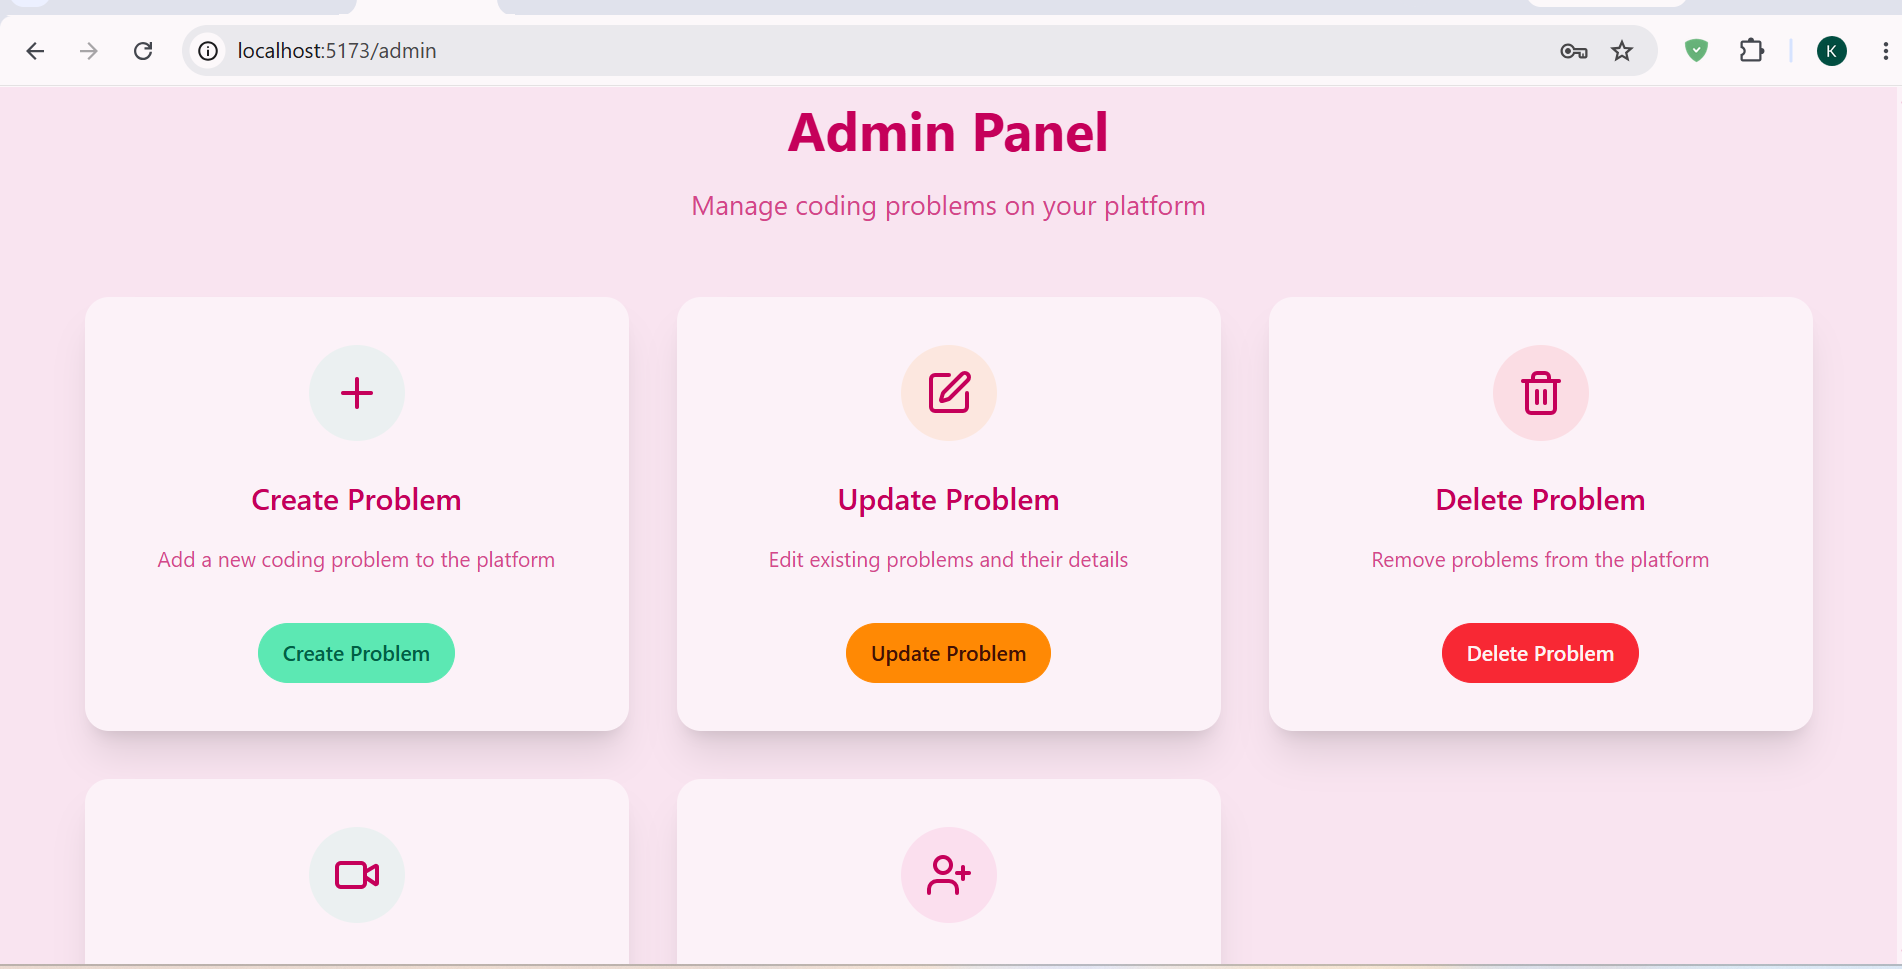 localhost:5173/admin
K
Admin Panel
Manage coding problems on your platform
Create Problem
Add a new coding problem to the platform
Create Problem
Update Problem
Edit existing problems and their details
Update Problem
Delete Problem
Remove problems from the platform
Delete Problem